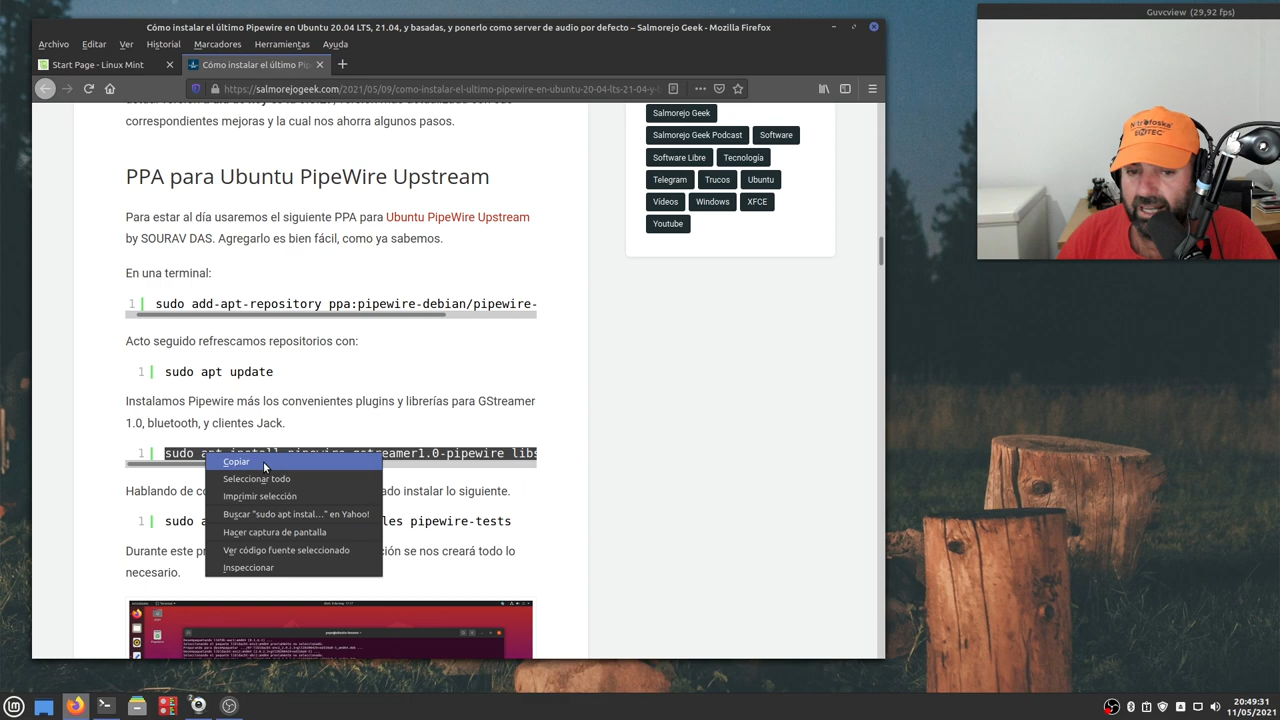 Cómo instalar el último Pipewire en Ubuntu 20.04 LTS, 21.04, y basadas, y ponerlo como server de audio por defecto – Salmorejo Geek - Mozilla Firefox
Guvcview (29,92 fps)
Archivo Editar Ver Historial Marcadores Herramientas Ayuda
Start Page - Linux Mint
Cómo instalar el último Pip
https://salmorejogeek.com/2021/05/09/como-instalar-el-ultimo-pipewire-en-ubuntu-20-04-lts-21-04-y-
correspondientes mejoras y la cual nos ahorra algunos pasos.
PPA para Ubuntu PipeWire Upstream
Para estar al día usaremos el siguiente PPA para Ubuntu PipeWire Upstream
by SOURAV DAS. Agregarlo es bien fácil, como ya sabemos.
En una terminal:
1 sudo add-apt-repository ppa:pipewire-debian/pipewire-
Acto seguido refrescamos repositorios con:
1 sudo apt update
Instalamos Pipewire más los convenientes plugins y librerías para GStreamer
1.0, bluetooth, y clientes Jack.
1 sudo apt install pipewire gstreamer1.0-pipewire libs
Copiar
Seleccionar todo
Imprimir selección
Buscar "sudo apt instal…" en Yahoo!
Hacer captura de pantalla
Ver código fuente seleccionado
Inspeccionar
Hablando de co ado instalar lo siguiente.
1 sudo a les pipewire-tests
Durante este pr ción se nos creará todo lo
necesario.
Salmorejo Geek
Salmorejo Geek Podcast Software
Software Libre Tecnología
Telegram Trucos Ubuntu
Vídeos Windows XFCE
Youtube
20:49:31
11/05/2021